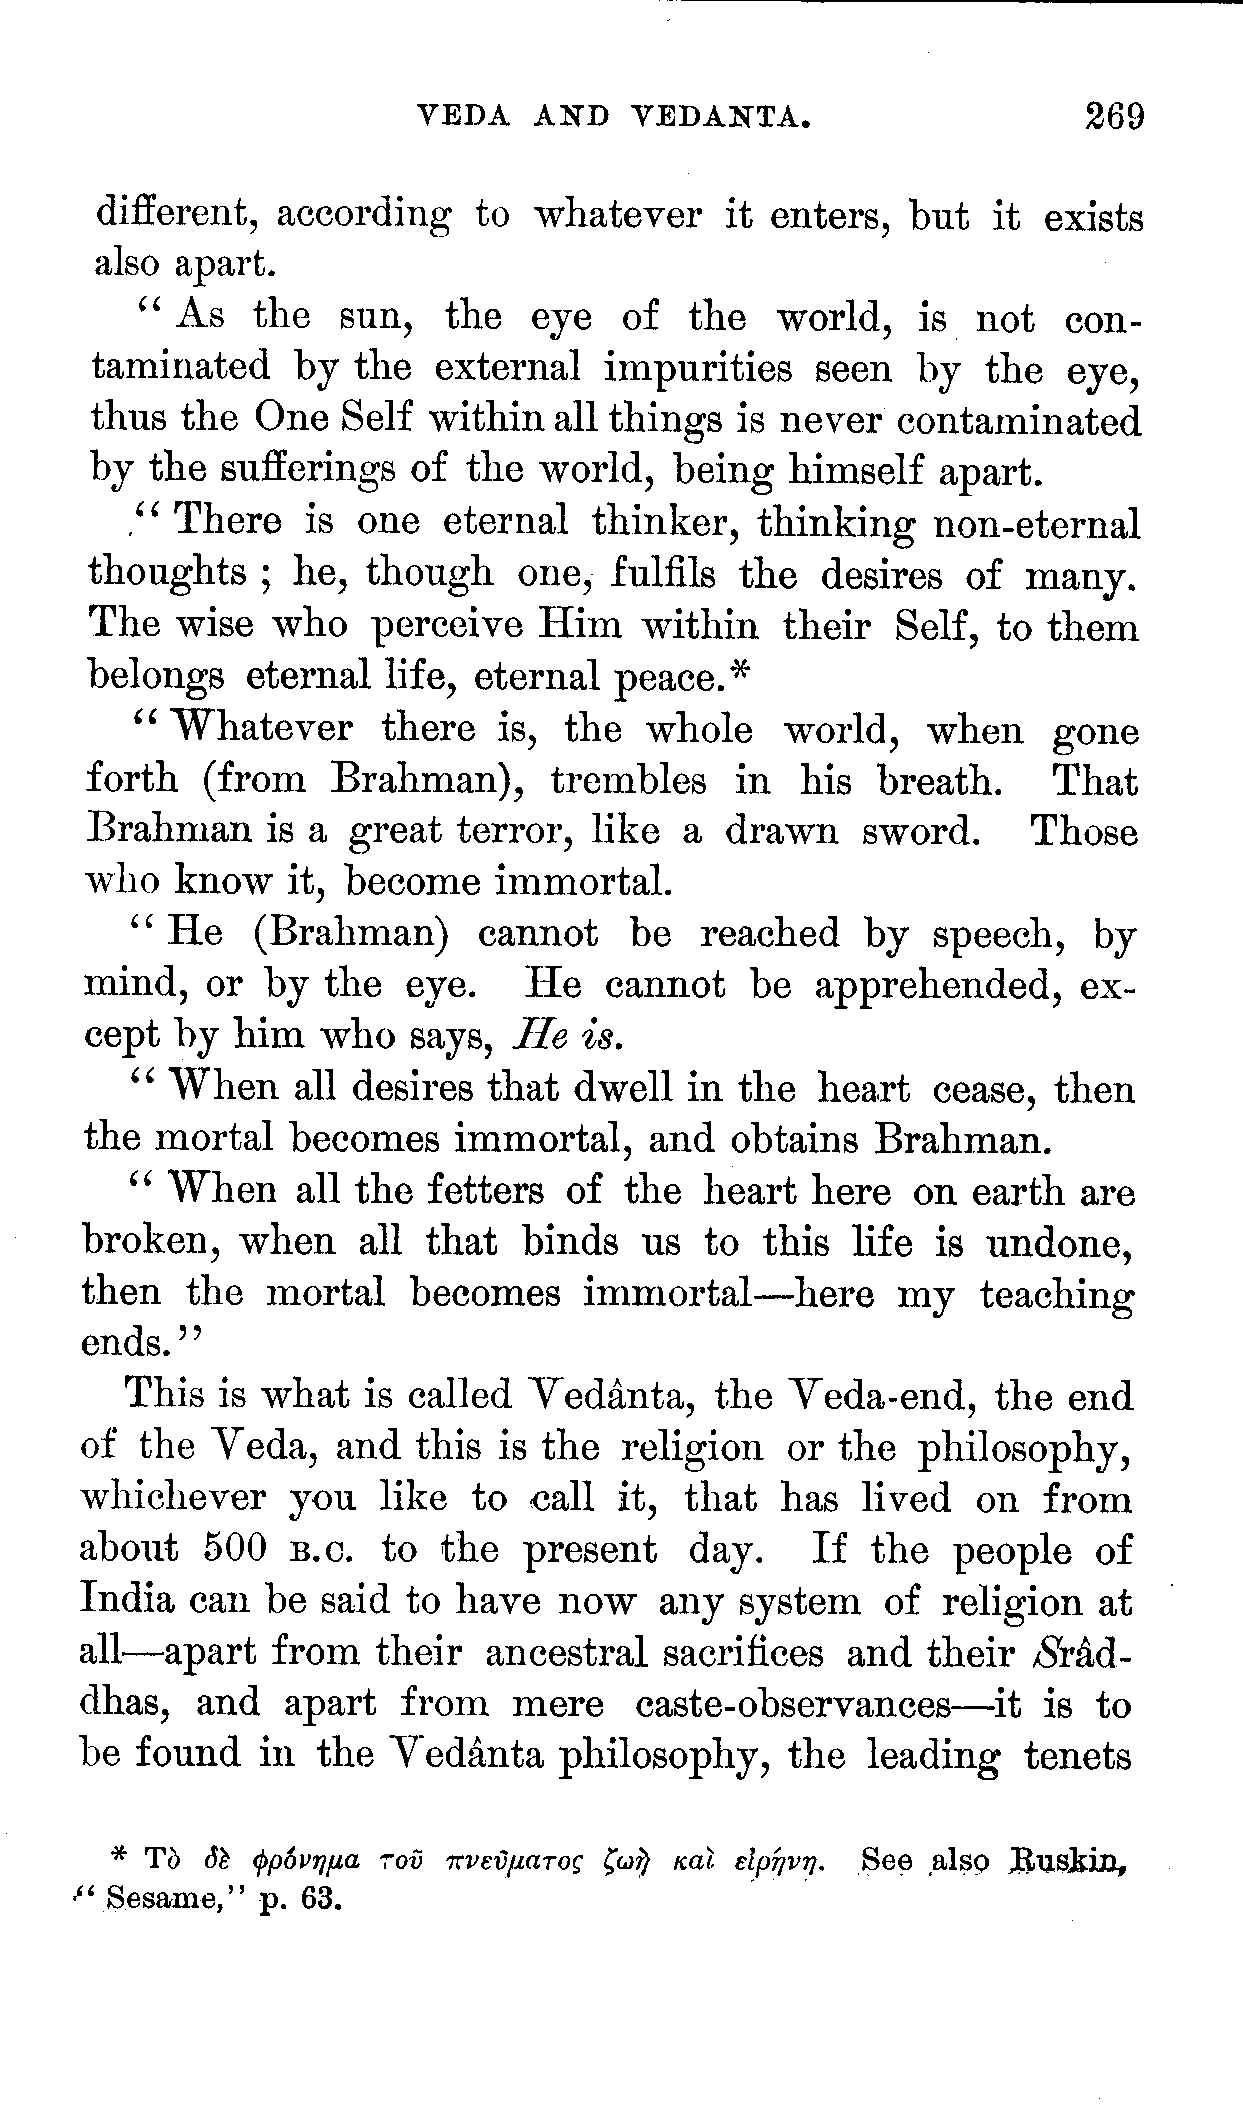 VEDA AND VEDANTA. 269
different, according to whatever it enters, but it exists
also apart.
“ As the sun, the eye of the world, is not con-
taminated by the external impurities seen by the eye,
thus the One Self within all things is never contaminated
by the sufferings of the world, being himself apart.
“ There is one eternal thinker, thinking non-eternal
thoughts ; he, though one, fulfils the desires of many.
The wise who perceive Him within their Self, to them
belongs eternal life, eternal peace.*
“ Whatever there is, the whole world, when gone
forth (from Brahman), trembles in his breath. That
Brahman is a great terror, like a drawn sword. Those
who know it, become immortal.
“ He (Brahman) cannot be reached by speech, by
mind, or by the eye. He cannot be apprehended, ex-
cept by him who says, He is.
“ When all desires that dwell in the heart cease, then
the mortal becomes immortal, and obtains Brahman.
“ When all the fetters of the heart here on earth are
broken, when all that binds us to this life is undone,
then the mortal becomes immortal—here my teaching
ends.”
This is what is called Vedânta, the Veda-end, the end
of the Veda, and this is the religion or the philosophy,
whichever you like to call it, that has lived on from
about 500 B.C. to the present day. If the people of
India can be said to have now any system of religion at
all—apart from their ancestral sacrifices and their Srâd-
dhas, and apart from mere caste-observances—it is to
be found in the Vedânta philosophy, the leading tenets
* Τὸ δὲ φρόνημα τοῦ πνεῦματος ζωὴ καὶ εἰρήνη. See also Ruskin,
“ Sesame,” p. 63.